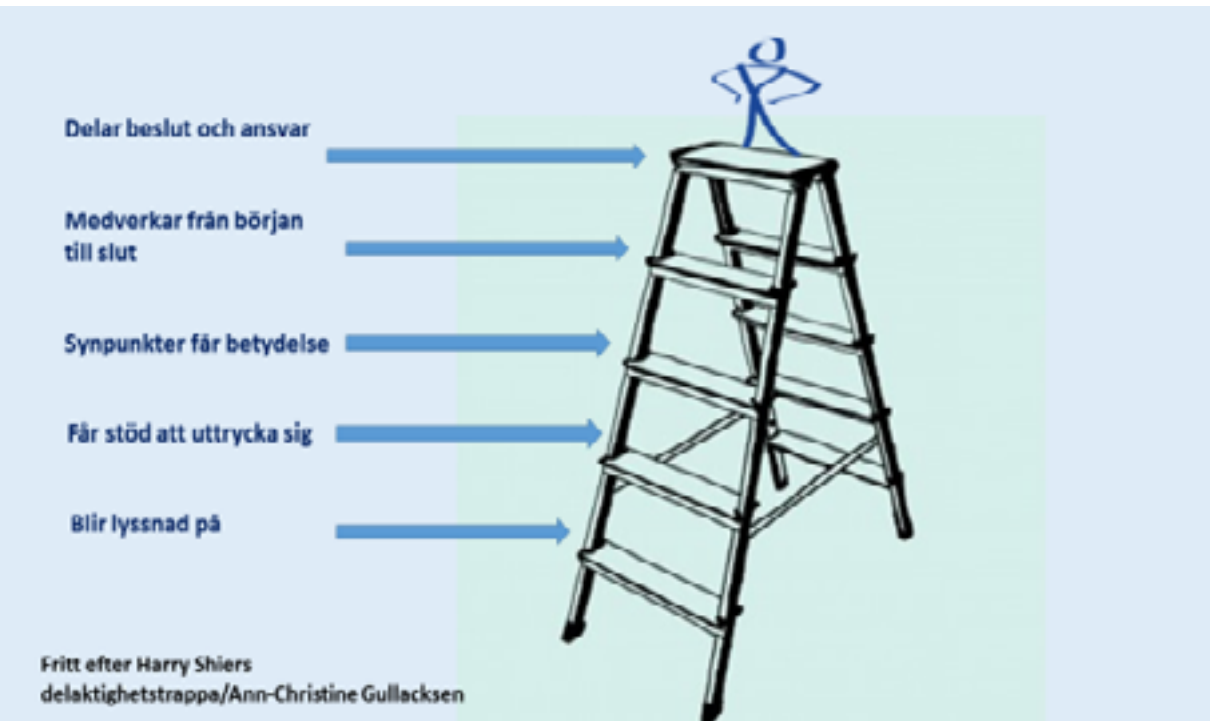 Delar beslut och ansvar
Medverkar från början
till slut
Synpunkter får betydelse
Får stöd att uttrycka sig
Blir lyssnad på
Fritt efter Harry Shiers
delaktighetstrappa/Ann-Christine Gullacksen